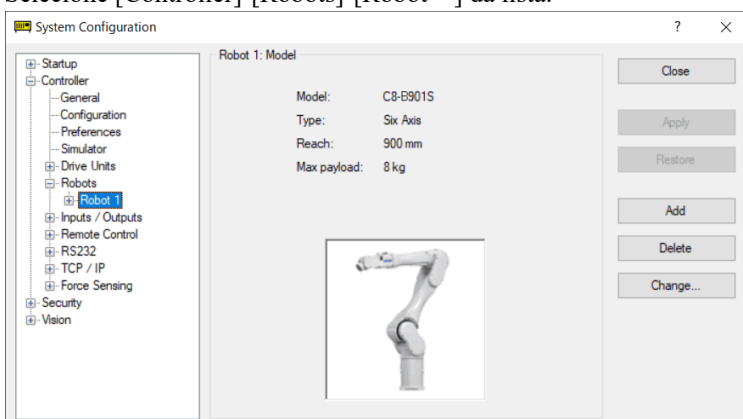 Selecione [Controller]-[Robots]-[Robot **] da lista.
System Configuration
Startup
Controller
General
Configuration
Preferences
Simulator
Drive Units
Robots
Robot 1
Inputs / Outputs
Remote Control
RS232
TCP / IP
Force Sensing
Security
Vision
Robot 1: Model
Model: C8-B901S
Type: Six Axis
Reach: 900 mm
Max payload: 8 kg
Close
Apply
Restore
Add
Delete
Change...